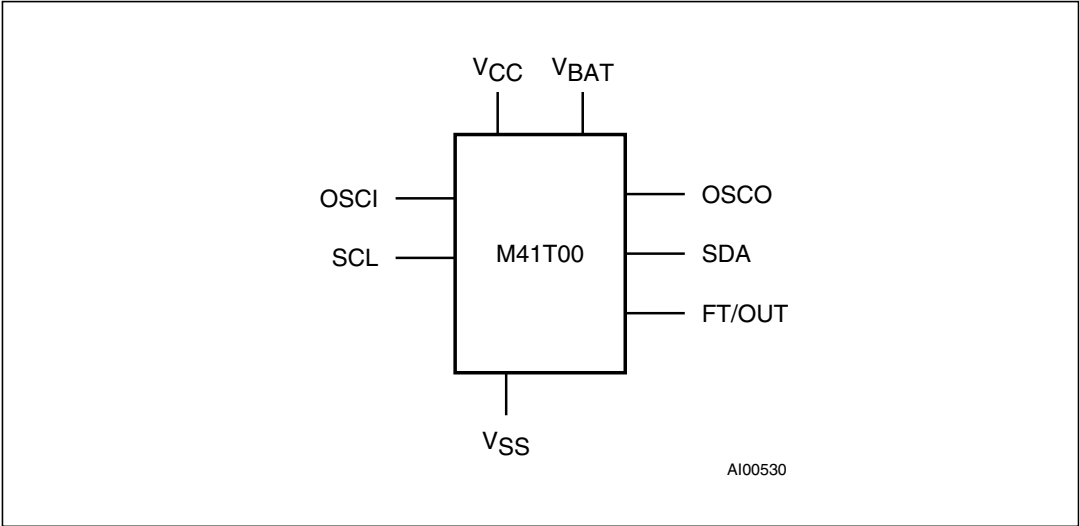 VCC VBAT
OSCI OSCO
SCL M41T00 SDA
FT/OUT
VSS
AI00530